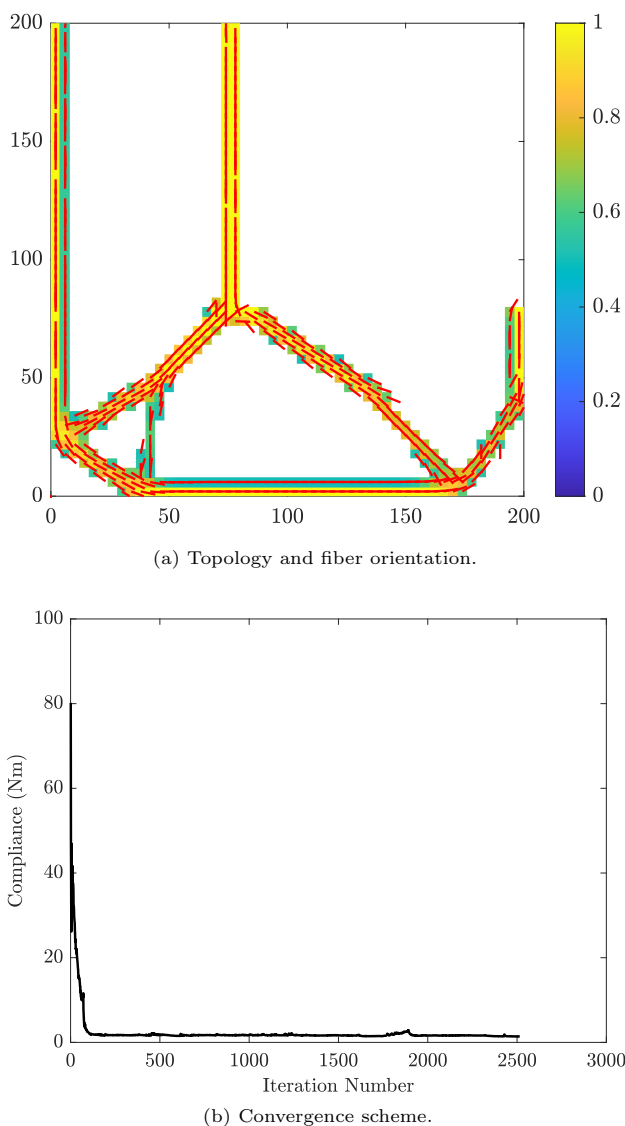 200
150
100
50
0
0 50 100 150 200
1
0.8
0.6
0.4
0.2
0
(a) Topology and fiber orientation.
100
80
60
40
20
0
Compliance (Nm)
0 500 1000 1500 2000 2500 3000
Iteration Number
(b) Convergence scheme.